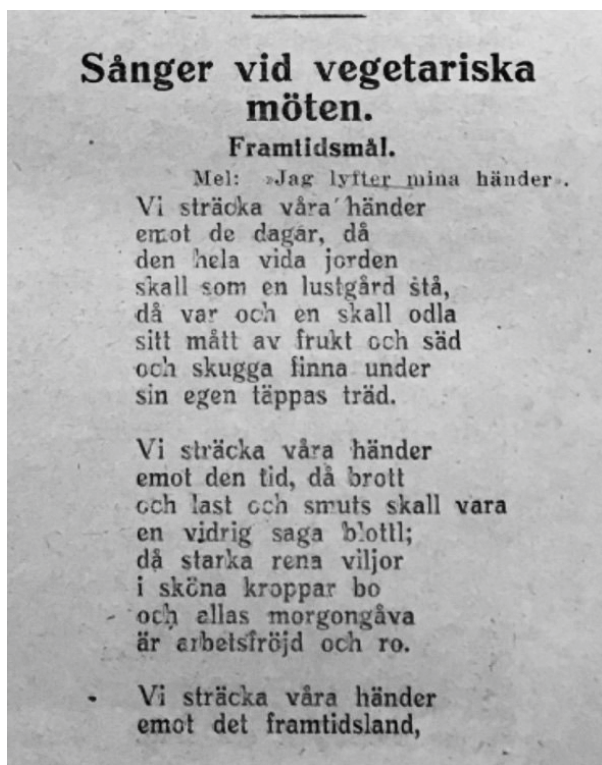 Sånger vid vegetariska
möten.
Framtidsmål.
Mel: »Jag lyfter mina händer».
Vi sträcka våra händer
emot de dagar, då
den hela vida jorden
skall som en lustgård stå,
då var och en skall odla
sitt mått av frukt och säd
och skugga finna under
sin egen täppas träd.
Vi sträcka våra händer
emot den tid, då brott
och last och smuts skall vara
en vidrig saga blottl;
då starka rena viljor
i sköna kroppar bo
och allas morgongåva
är arbetsfröjd och ro.
Vi sträcka våra händer
emot det framtidsland,